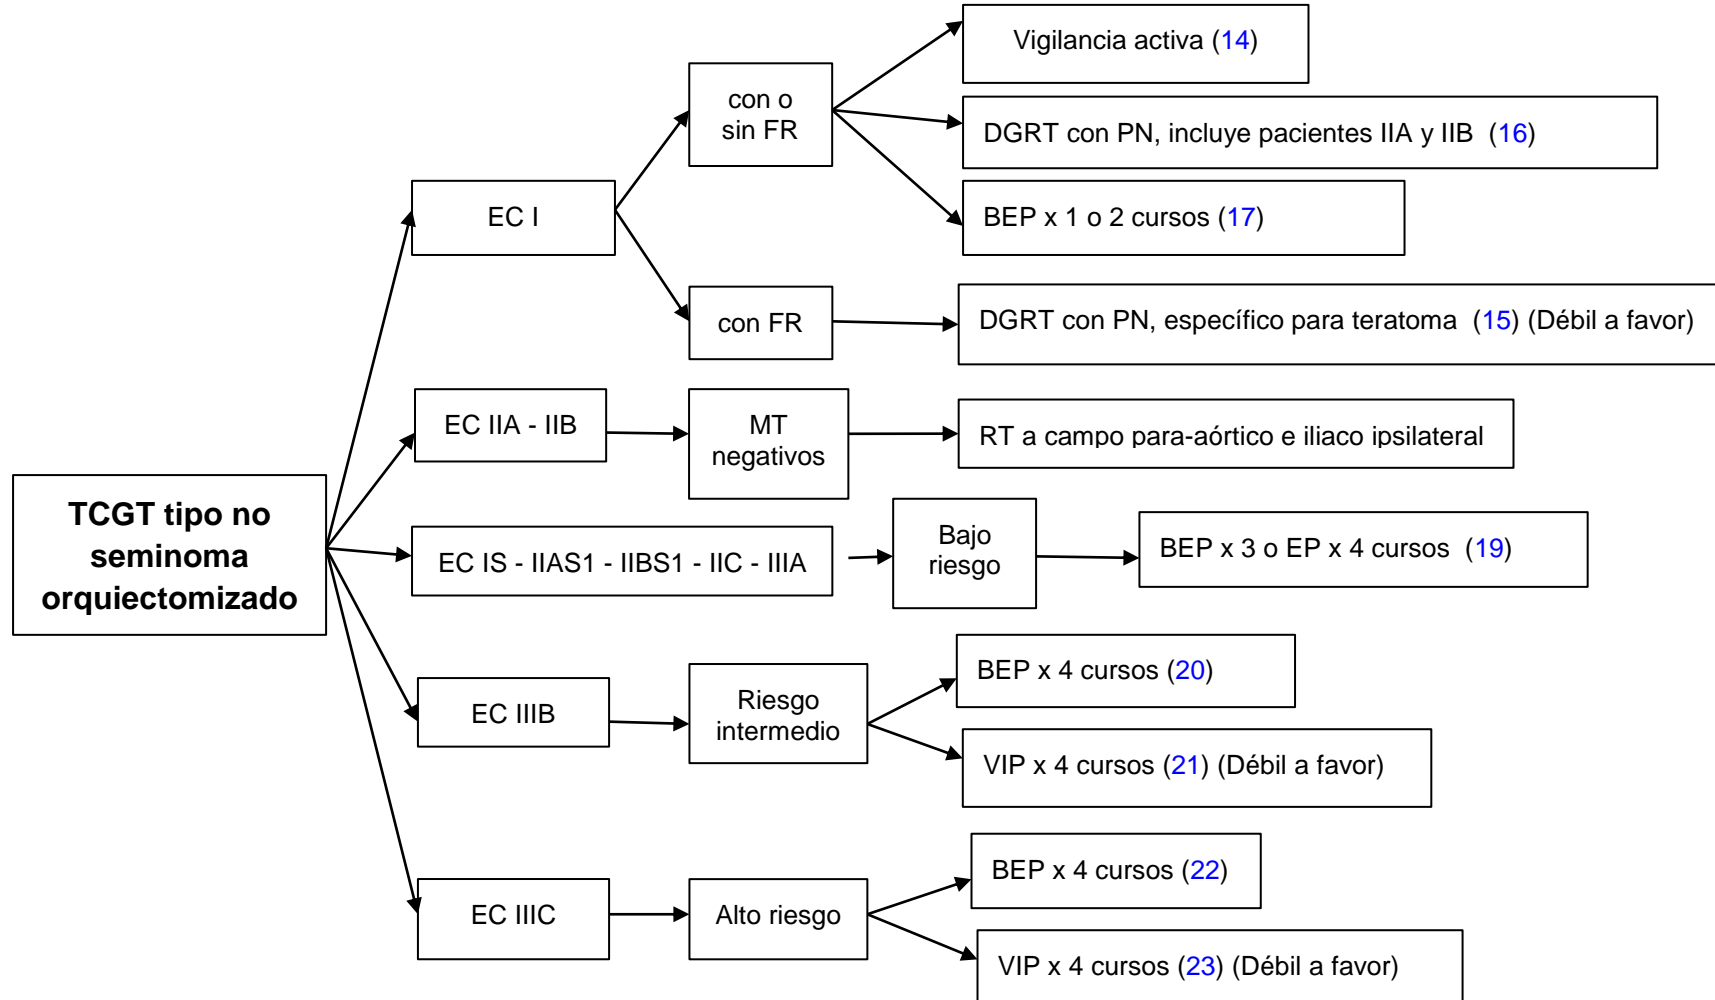 Vigilancia activa (14)
con o
sin FR
DGRT con PN, incluye pacientes IIA y IIB (16)
EC I
BEP x 1 o 2 cursos (17)
con FR
DGRT con PN, específico para teratoma (15) (Débil a favor)
EC IIA - IIB
MT
negativos
RT a campo para-aórtico e iliaco ipsilateral
TCGT tipo no
seminoma
orquiectomizado
EC IS - IIAS1 - IIBS1 - IIC - IIIA
Bajo
riesgo
BEP x 3 o EP x 4 cursos (19)
EC IIIB
Riesgo
intermedio
BEP x 4 cursos (20)
VIP x 4 cursos (21) (Débil a favor)
EC IIIC
Alto riesgo
BEP x 4 cursos (22)
VIP x 4 cursos (23) (Débil a favor)